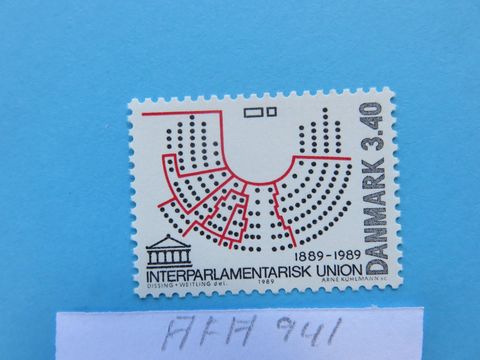 DANMARK 3.40
1889-1989
INTERPARLAMENTARISK UNION
DISSING + WEITLING del. 1989 ARNE KÜHLMANN sc.
AFA 941